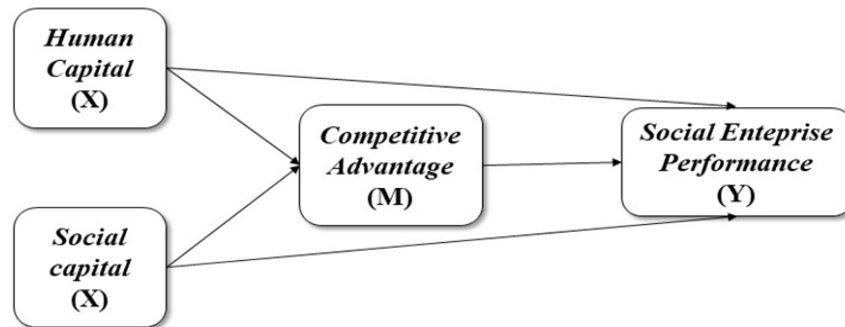 Human
Capital
(X)
Competitive
Advantage
(M)
Social Enteprise
Performance
(Y)
Social
capital
(X)